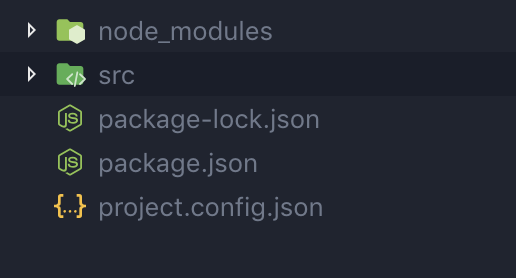 node_modules
src
package-lock.json
package.json
project.config.json